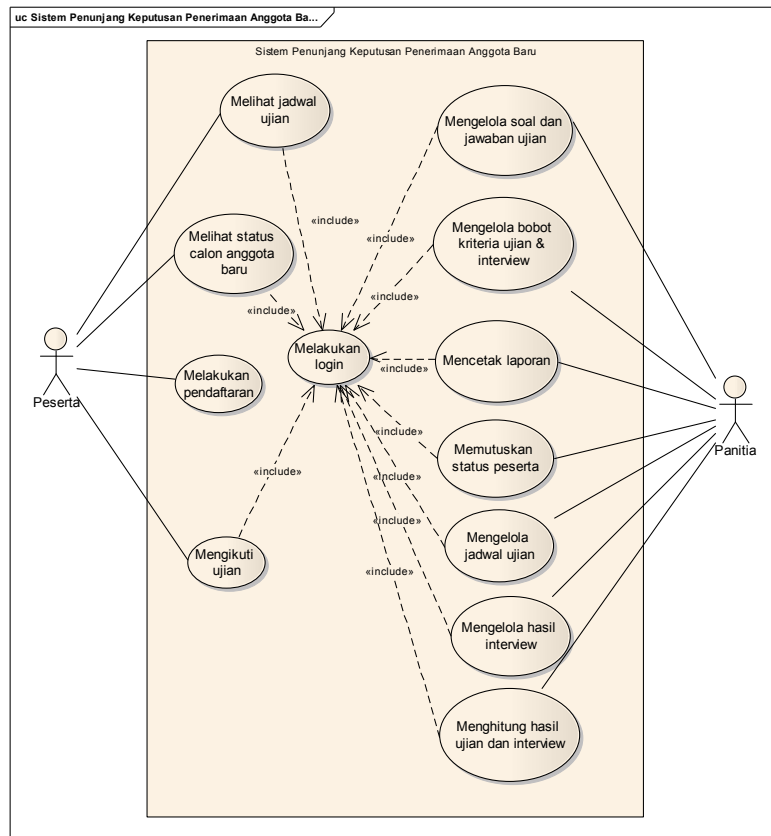 uc Sistem Penunjang Keputusan Penerimaan Anggota Ba...
Sistem Penunjang Keputusan Penerimaan Anggota Baru
Melihat jadwal
ujian
Mengelola soal dan
jawaban ujian
«include»
«include»
Melihat status
calon anggota
baru
Mengelola bobot
kriteria ujian &
interview
«include»
«include»
Melakukan
login
Mencetak laporan
«include»
Peserta
Melakukan
pendaftaran
Panitia
«include»
Memutuskan
status peserta
«include»
«include»
«include»
Mengelola
jadwal ujian
Mengikuti
ujian
«include»
Mengelola hasil
interview
Menghitung hasil
ujian dan interview